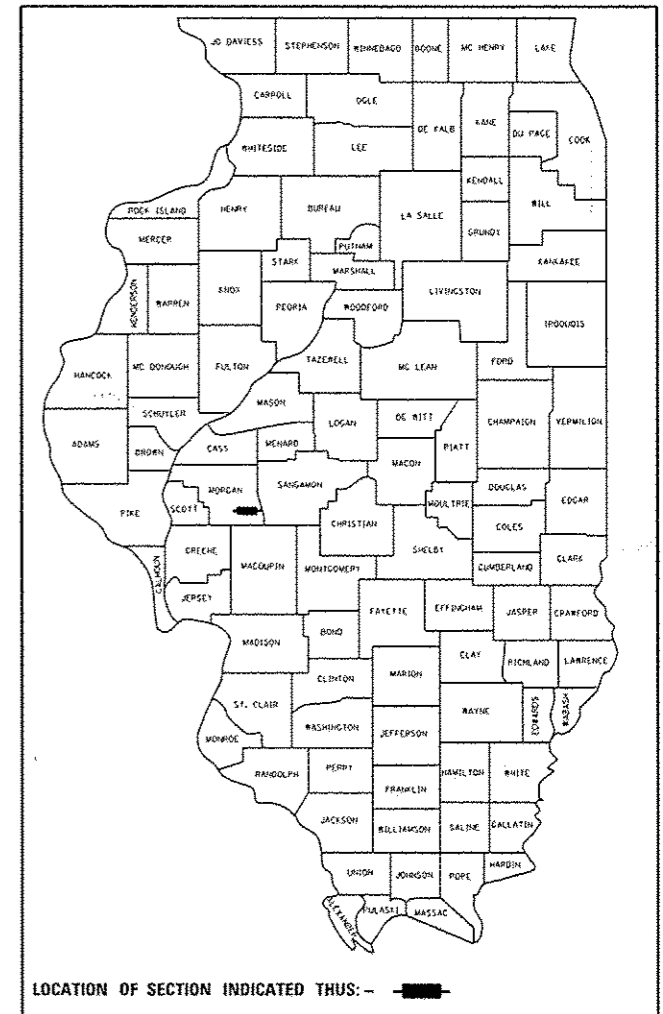 JO DAVIESS STEPHENSON WINNEBAGO BOONE MC HENRY LAKE
CARROLL OGLE DE KALB KANE DU PAGE COOK
WHITESIDE LEE KENDALL WILL
ROCK ISLAND HENRY BUREAU LA SALLE GRUNDY
MERCER PUTNAM KANKAKEE
STARK MARSHALL
HENDERSON WARREN KNOX PEORIA WOODFORD LIVINGSTON IROQUOIS
HANCOCK MC DONOUGH FULTON TAZEWELL MC LEAN FORD
MASON
SCHUYLER LOGAN DE WITT CHAMPAIGN VERMILION
ADAMS BROWN CASS MENARD PIATT
MACON
PIKE SCOTT MORGAN SANGAMON MOULTRIE DOUGLAS EDGAR
CHRISTIAN COLES
GREENE MACOUPIN MONTGOMERY SHELBY CLARK
CALHOUN CUMBERLAND
JERSEY FAYETTE EFFINGHAM JASPER CRAWFORD
MADISON BOND
CLAY RICHLAND LAWRENCE
CLINTON MARION
ST. CLAIR WAYNE EDWARDS WABASH
MONROE WASHINGTON JEFFERSON
RANDOLPH PERRY HAMILTON WHITE
FRANKLIN
JACKSON WILLIAMSON SALINE GALLATIN
UNION JOHNSON POPE HARDIN
ALEXANDER PULASKI MASSAC
LOCATION OF SECTION INDICATED THUS: -